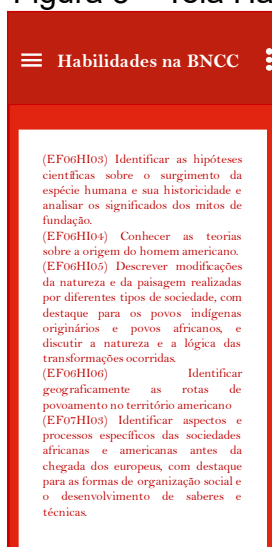 Habilidades na BNCC
(EF06HI03) Identificar as hipóteses
científicas sobre o surgimento da
espécie humana e sua historicidade e
analisar os significados dos mitos de
fundação.
(EF06HI04) Conhecer as teorias
sobre a origem do homem americano.
(EF06HI05) Descrever modificações
da natureza e da paisagem realizadas
por diferentes tipos de sociedade, com
destaque para os povos indígenas
originários e povos africanos, e
discutir a natureza e a lógica das
transformações ocorridas.
(EF06HI06) Identificar
geograficamente as rotas de
povoamento no território americano
(EF07HI03) Identificar aspectos e
processos específicos das sociedades
africanas e americanas antes da
chegada dos europeus, com destaque
para as formas de organização social e
o desenvolvimento de saberes e
técnicas.